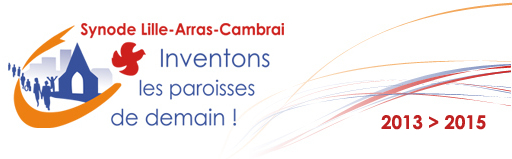 Synode Lille-Arras-Cambrai
Inventons
les paroisses
de demain !
2013 > 2015